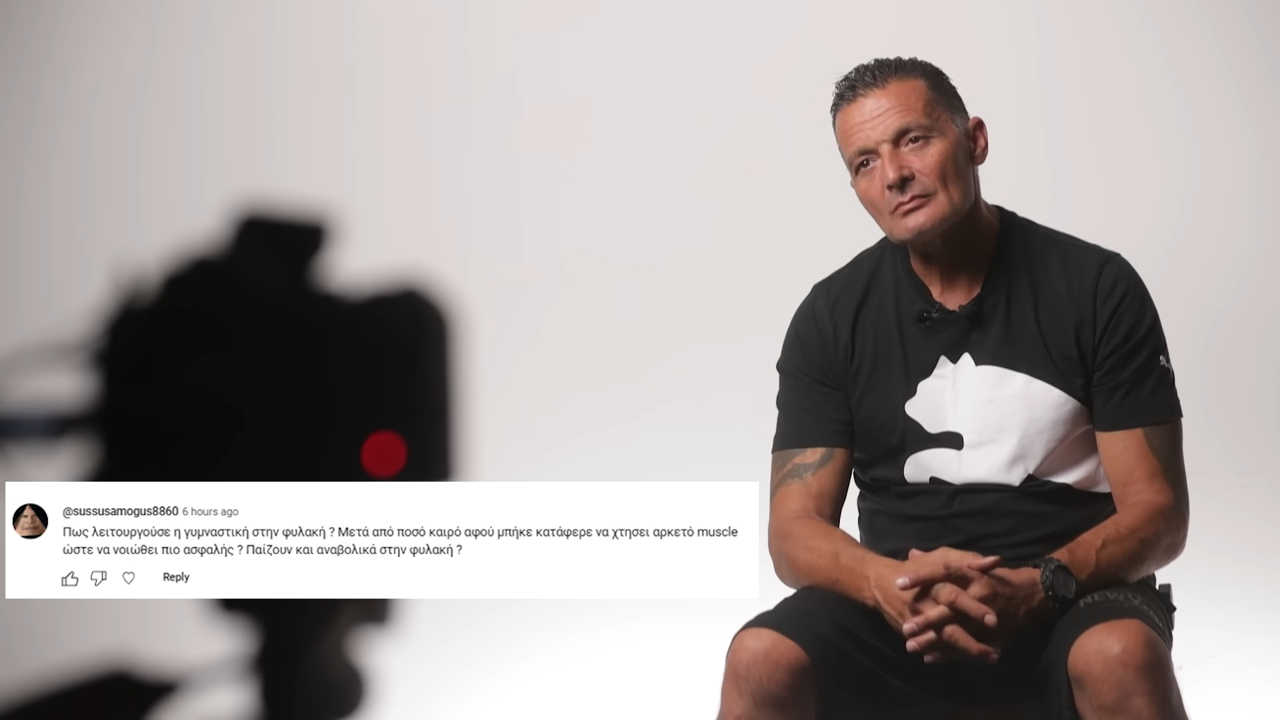 @sussusamogus8860 6 hours ago
Πως λειτουργούσε η γυμναστική στην φυλακή ? Μετά από ποσό καιρό αφού μπήκε κατάφερε να χτησει αρκετό muscle
ώστε να νοιώθει πιο ασφαλής ? Παίζουν και αναβολικά στην φυλακή ?
Reply